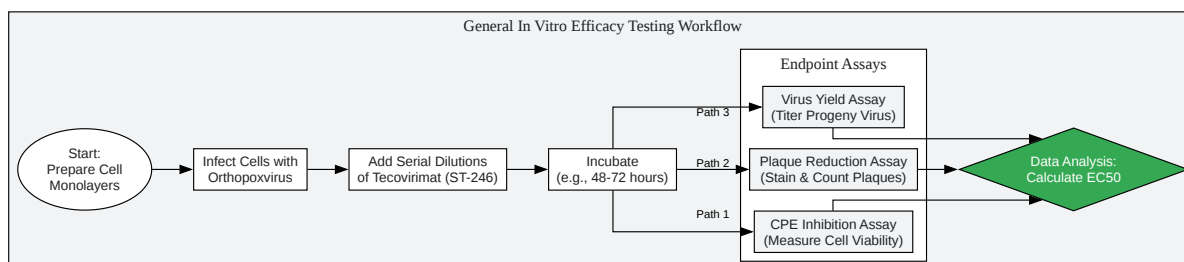 General In Vitro Efficacy Testing Workflow
Start:
Prepare Cell
Monolayers
Infect Cells with
Orthopoxvirus
Add Serial Dilutions
of Tecovirimat (ST-246)
Incubate
(e.g., 48-72 hours)
Path 3
Path 2
Path 1
Endpoint Assays
Virus Yield Assay
(Titer Progeny Virus)
Plaque Reduction Assay
(Stain & Count Plaques)
CPE Inhibition Assay
(Measure Cell Viability)
Data Analysis:
Calculate EC50